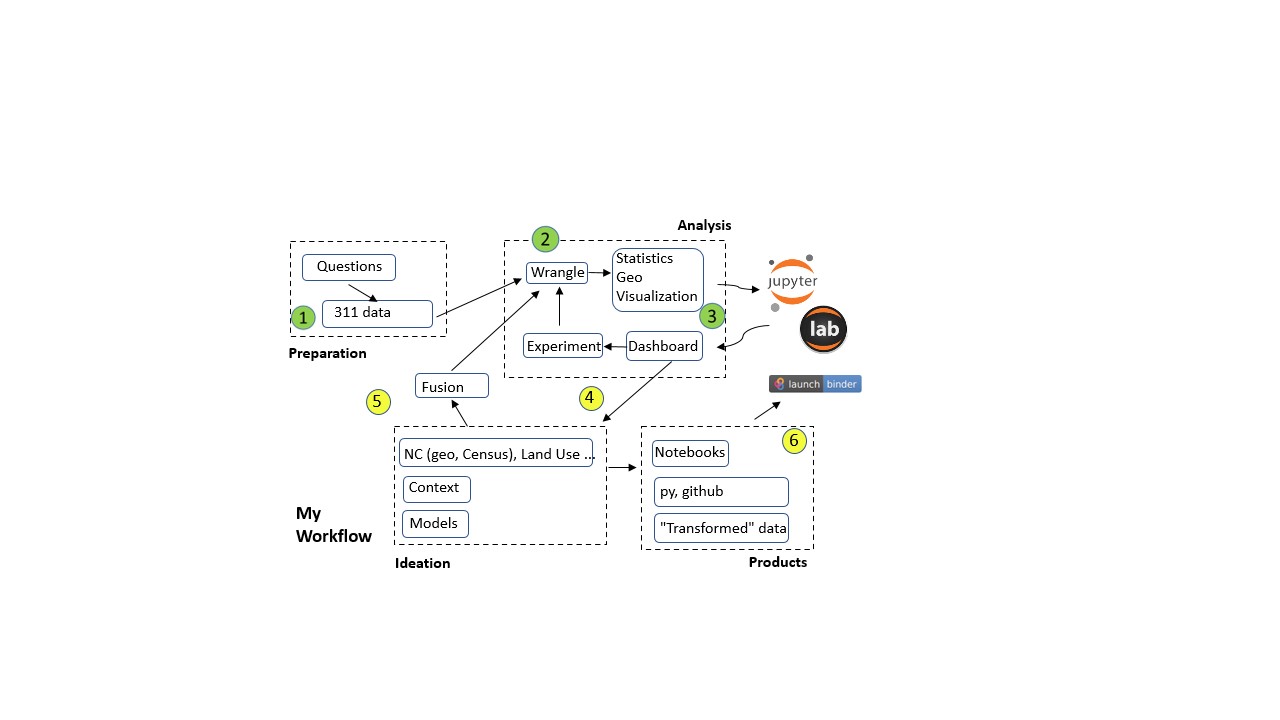 Analysis
2
Questions
311 data
1
Preparation
Wrangle
Statistics
Geo
Visualization
3
Experiment
Dashboard
jupyter
lab
launch binder
Fusion
5
4
NC (geo, Census), Land Use ...
Context
Models
Ideation
6
Notebooks
py, github
"Transformed" data
Products
My
Workflow